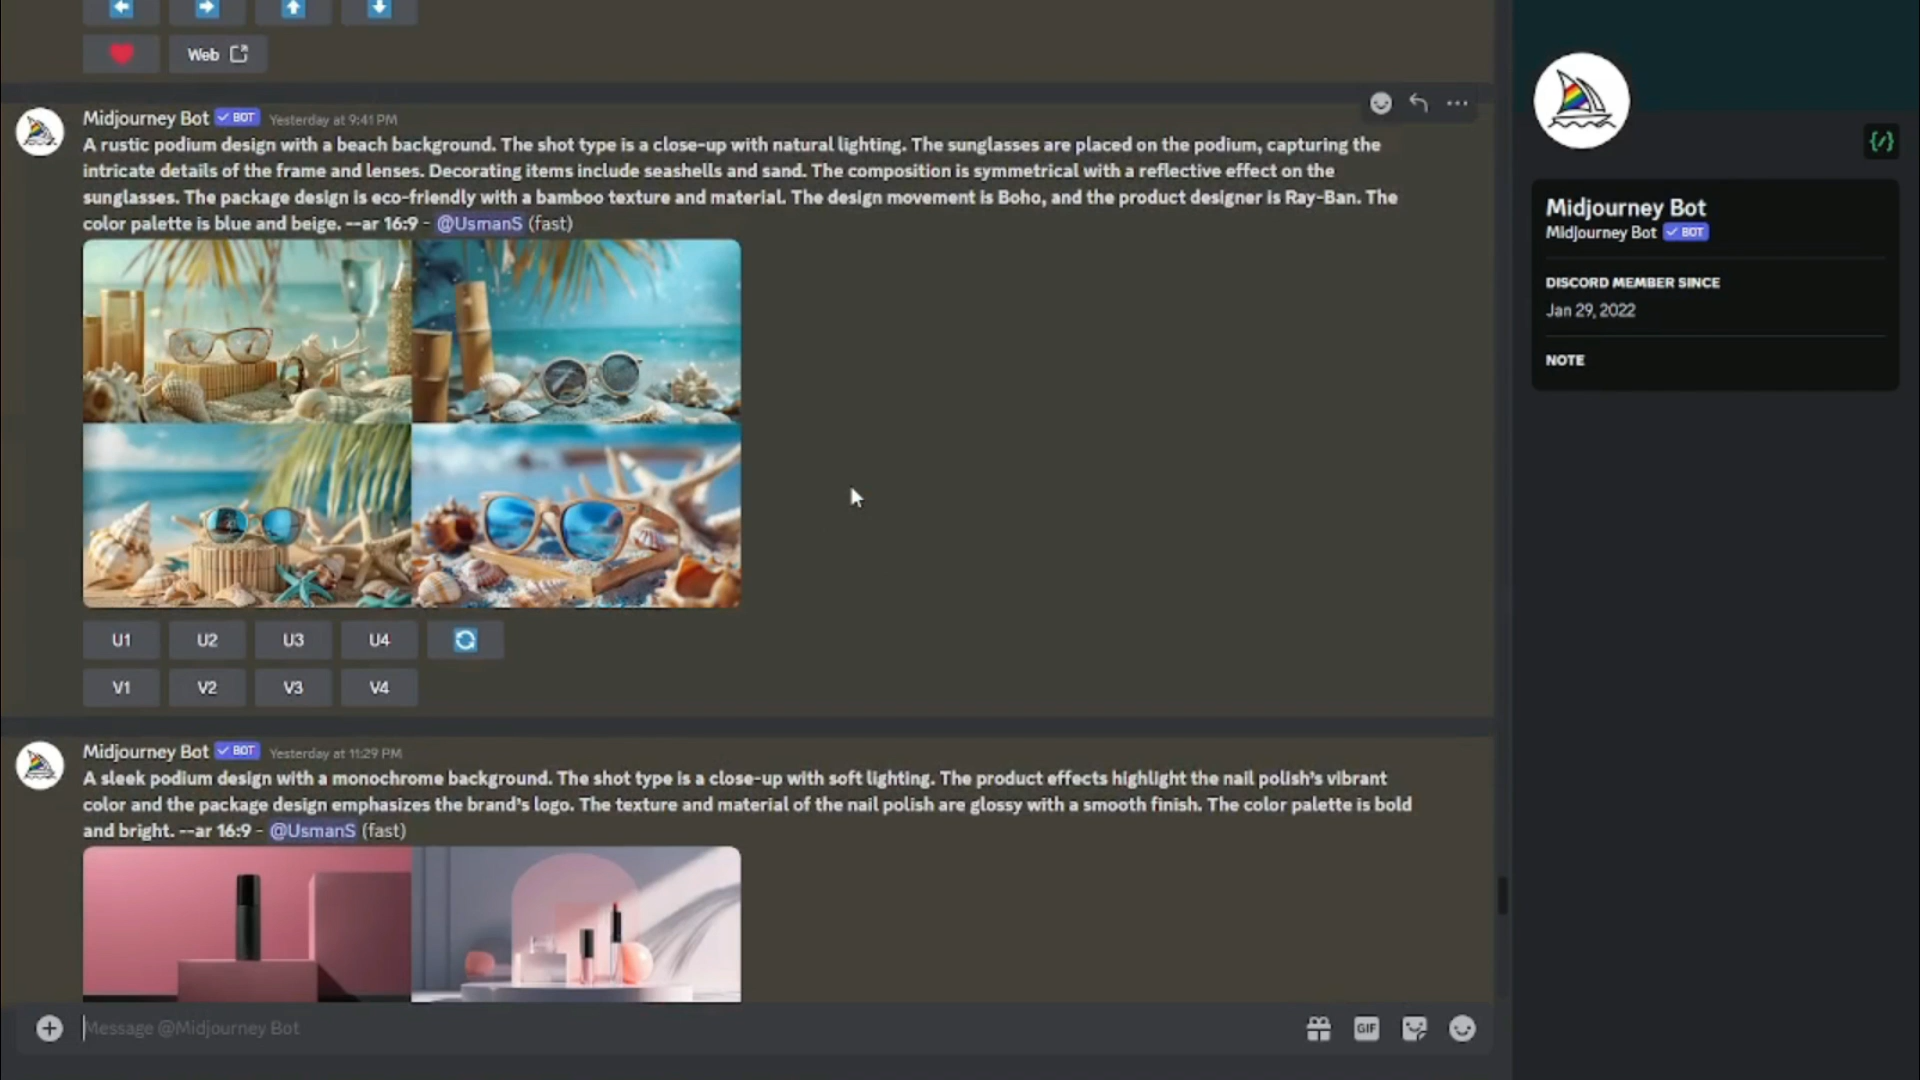 Web
Midjourney Bot ✓ BOT Yesterday at 9:41 PM
A rustic podium design with a beach background. The shot type is a close-up with natural lighting. The sunglasses are placed on the podium, capturing the
intricate details of the frame and lenses. Decorating items include seashells and sand. The composition is symmetrical with a reflective effect on the
sunglasses. The package design is eco-friendly with a bamboo texture and material. The design movement is Boho, and the product designer is Ray-Ban. The
color palette is blue and beige. --ar 16:9 - @UsmanS (fast)
U1 U2 U3 U4
V1 V2 V3 V4
Midjourney Bot ✓ BOT Yesterday at 11:29 PM
A sleek podium design with a monochrome background. The shot type is a close-up with soft lighting. The product effects highlight the nail polish's vibrant
color and the package design emphasizes the brand's logo. The texture and material of the nail polish are glossy with a smooth finish. The color palette is bold
and bright. --ar 16:9 - @UsmanS (fast)
Message @Midjourney Bot
GIF
{/}
Midjourney Bot
Midjourney Bot ✓ BOT
DISCORD MEMBER SINCE
Jan 29, 2022
NOTE